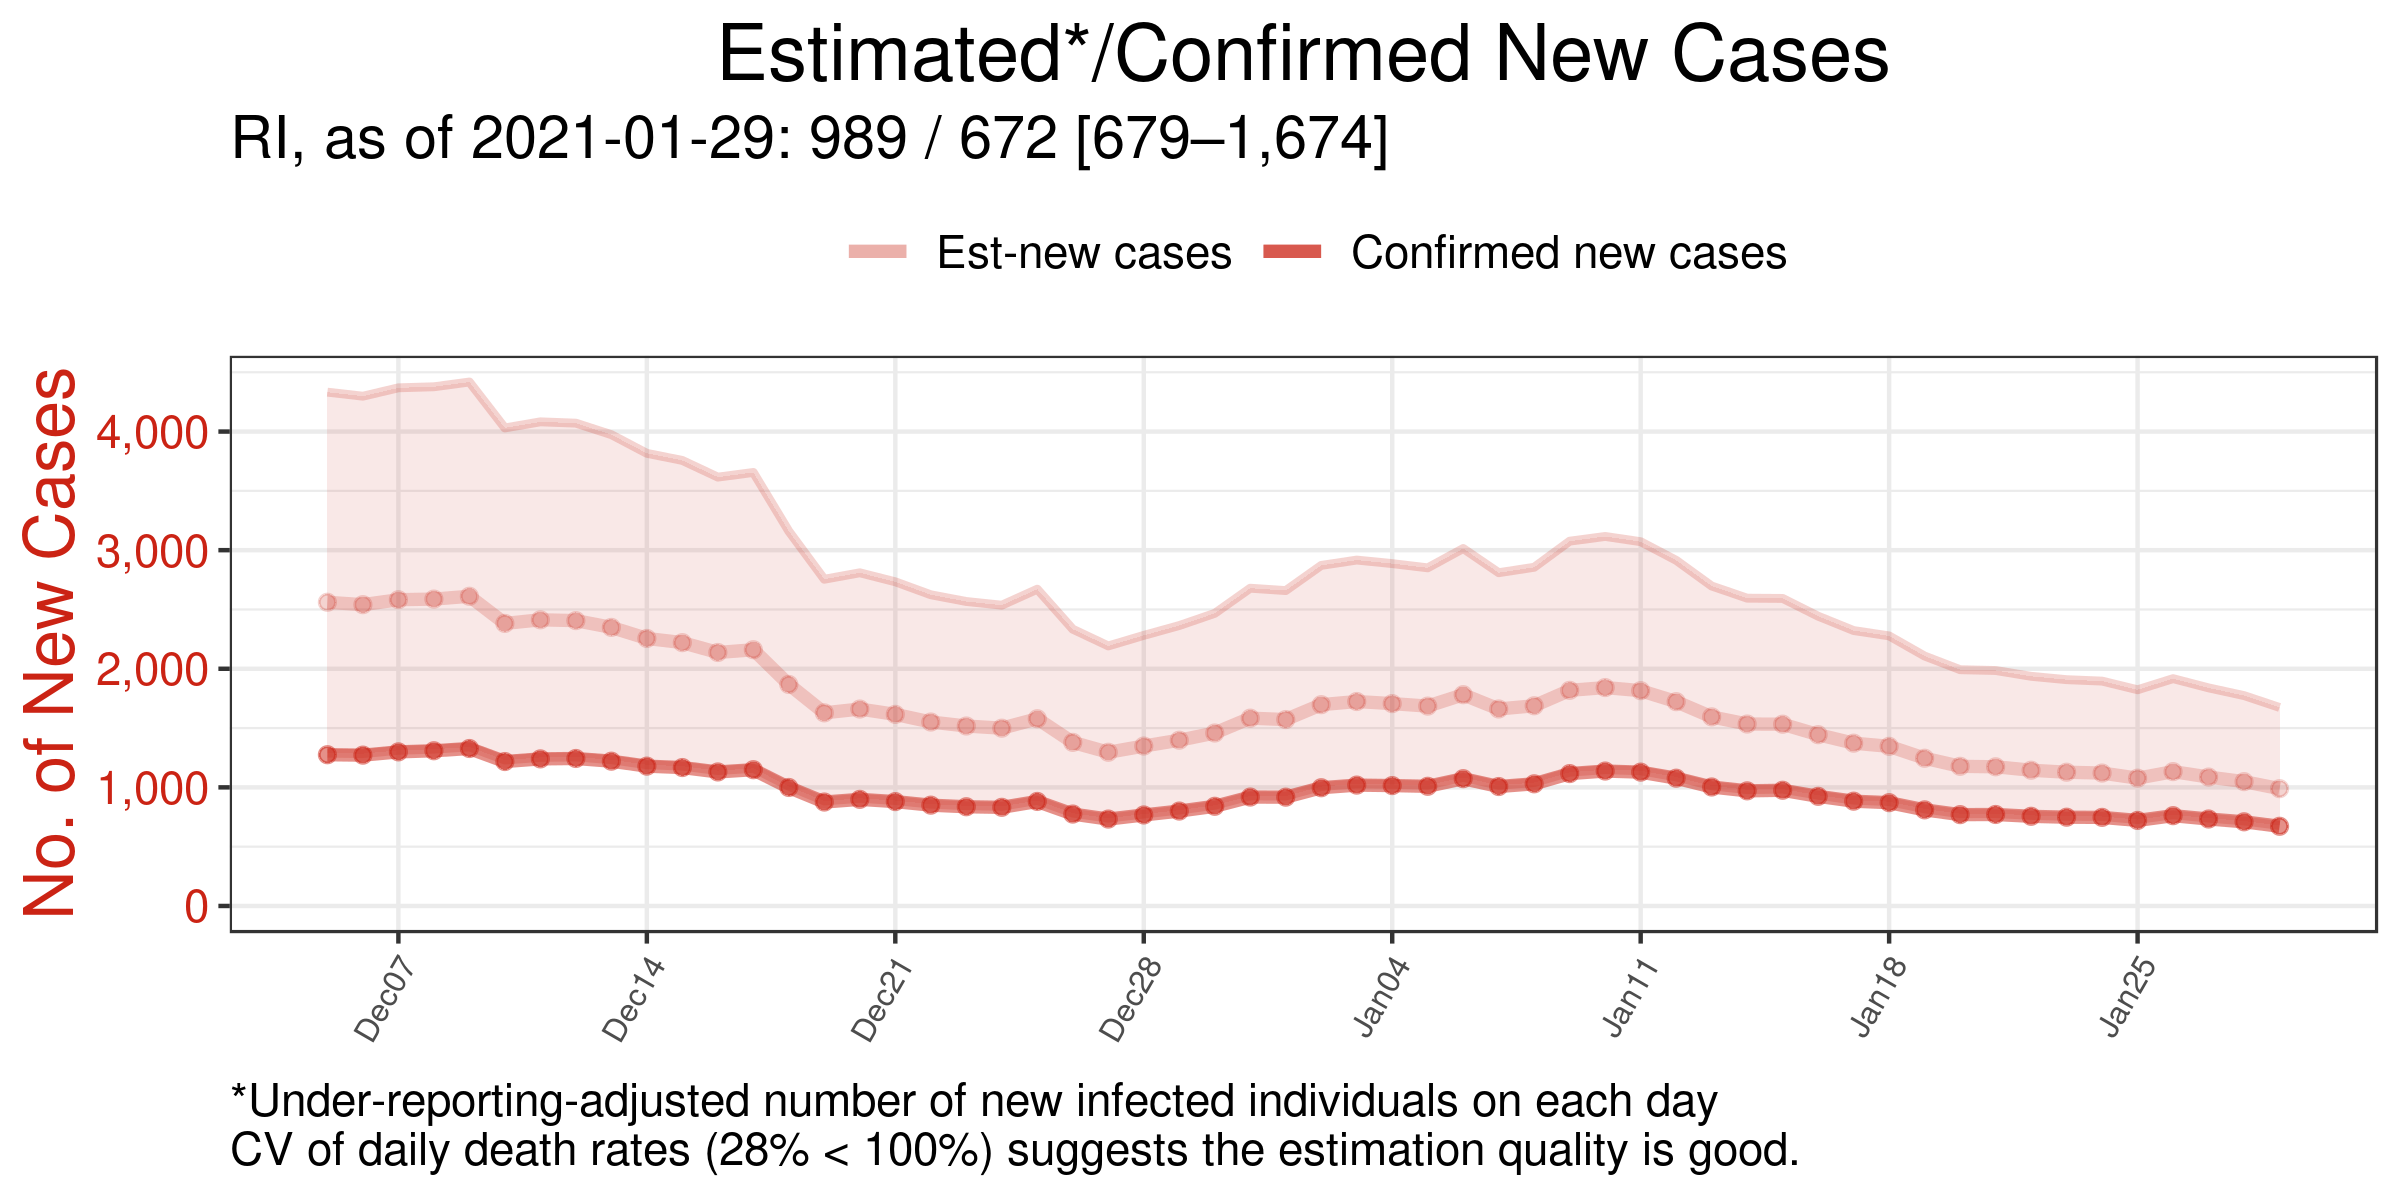 Estimated*/Confirmed New Cases
RI, as of 2021-01-29: 989 / 672 [679–1,674]
Est-new cases Confirmed new cases
No. of New Cases
4,000
3,000
2,000
1,000
0
Dec07 Dec14 Dec21 Dec28 Jan04 Jan11 Jan18 Jan25
*Under-reporting-adjusted number of new infected individuals on each day
CV of daily death rates (28% < 100%) suggests the estimation quality is good.